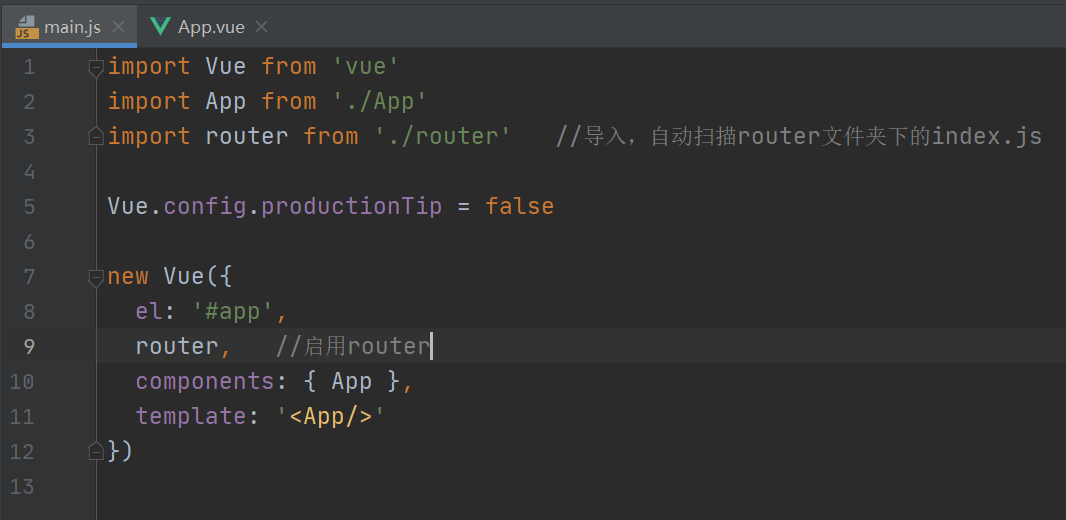 main.js App.vue
1 import Vue from 'vue'
2 import App from './App'
3 import router from './router' //导入，自动扫描router文件夹下的index.js
4
5 Vue.config.productionTip = false
6
7 new Vue({
8 el: '#app',
9 router, //启用router
10 components: { App },
11 template: '<App/>'
12 })
13